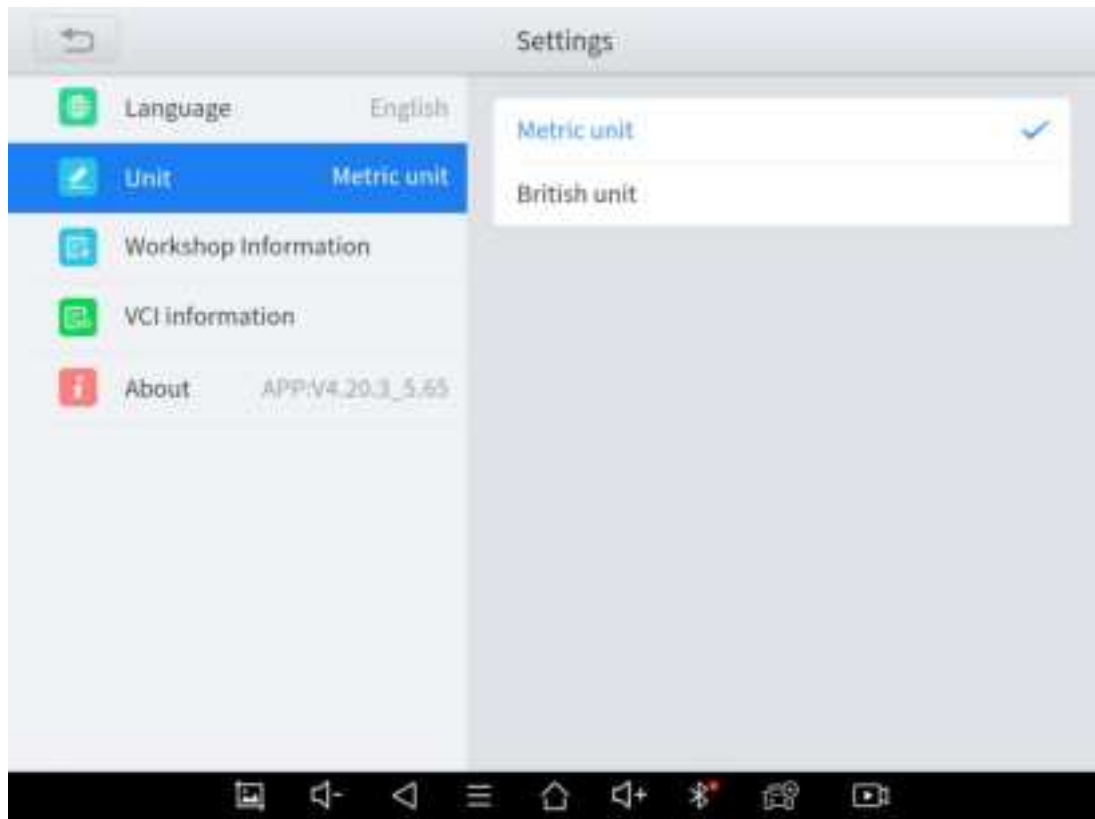 Settings
Language English
Unit Metric unit
Workshop Information
VCI information
About APP:V4.20.3_5.65
Metric unit
British unit